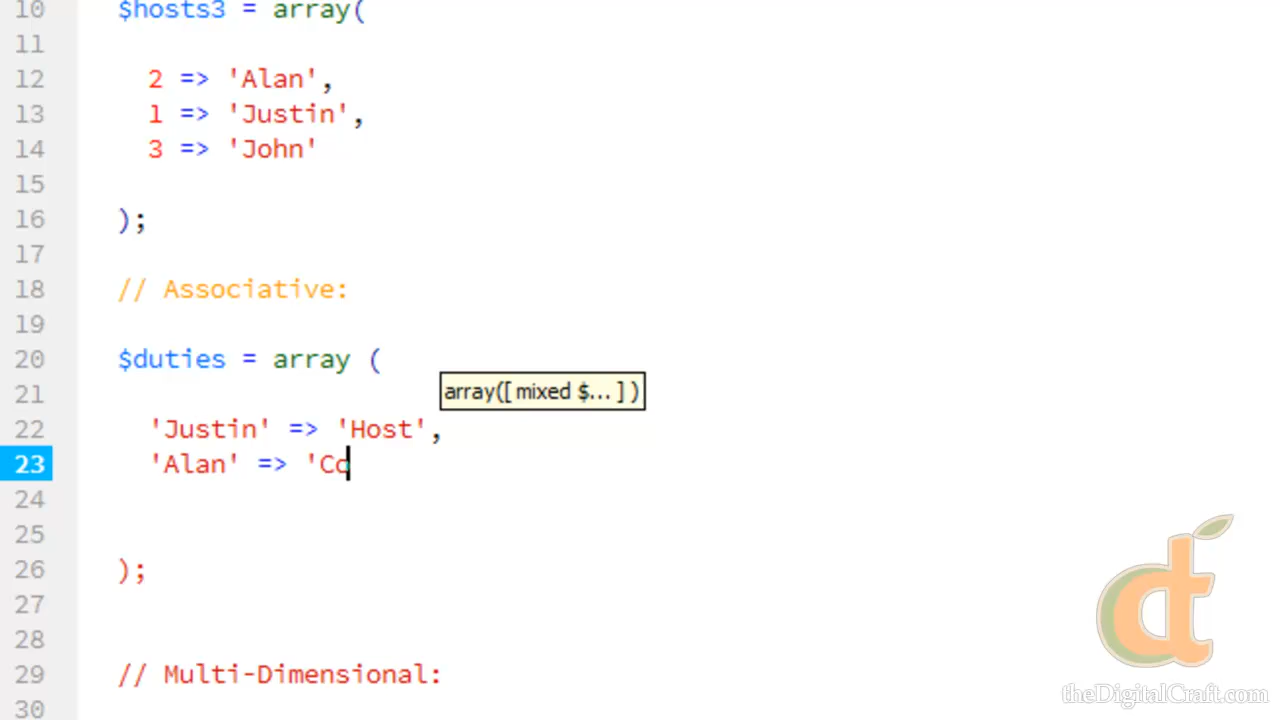 10 $hosts3 = array(
11
12 2 => 'Alan',
13 1 => 'Justin',
14 3 => 'John'
15
16 );
17
18 // Associative:
19
20 $duties = array (
21 array([ mixed $... ] )
22 'Justin' => 'Host',
23 'Alan' => 'Co
24
25
26 );
27
28
29 // Multi-Dimensional:
30
dt
theDigitalCraft.com